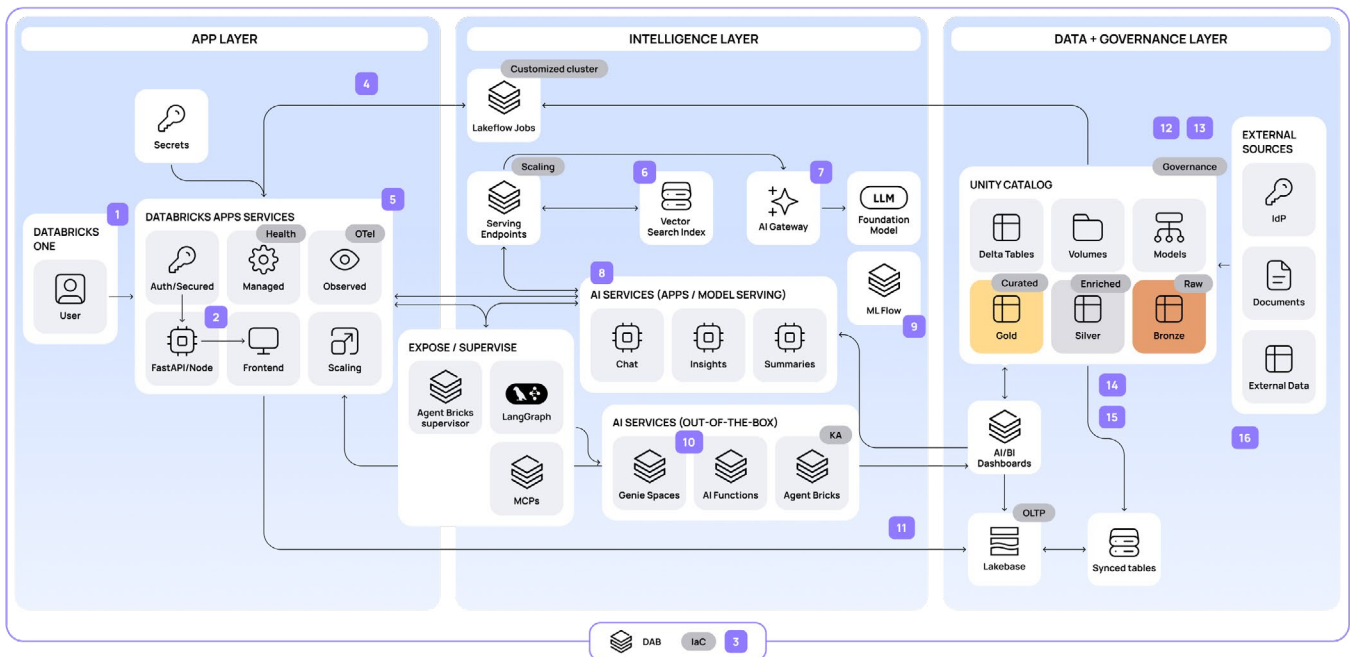 APP LAYER
INTELLIGENCE LAYER
DATA + GOVERNANCE LAYER
4
Secrets
1
DATABRICKS
ONE
User
5
DATABRICKS APPS SERVICES
Health
OTel
Auth/Secured
Managed
Observed
2
FastAPI/Node
Frontend
Scaling
Customized cluster
Lakeflow Jobs
Scaling
Serving
Endpoints
6
Vector
Search Index
7
AI Gateway
LLM
Foundation
Model
8
AI SERVICES (APPS / MODEL SERVING)
Chat
Insights
Summaries
ML Flow
9
EXPOSE / SUPERVISE
Agent Bricks
supervisor
LangGraph
MCPs
AI SERVICES (OUT-OF-THE-BOX)
10
KA
Genie Spaces
AI Functions
Agent Bricks
11
12
13
Governance
UNITY CATALOG
Delta Tables
Volumes
Models
Curated
Enriched
Raw
Gold
Silver
Bronze
EXTERNAL
SOURCES
IdP
Documents
External Data
14
15
16
AI/BI
Dashboards
OLTP
Lakebase
Synced tables
DAB
IaC
3